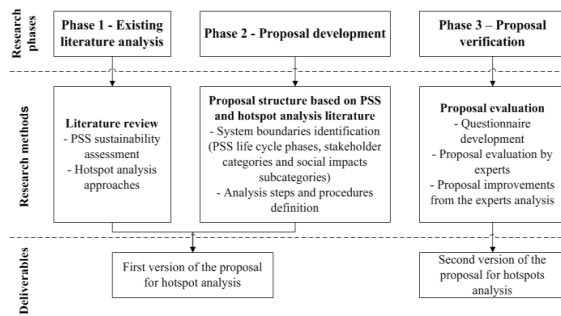 Research phases
Phase 1 - Existing
literature analysis
Phase 2 - Proposal development
Phase 3 – Proposal
verification
Research methods
Literature review
- PSS sustainability
assessment
- Hotspot analysis
approaches
Proposal structure based on PSS
and hotspot analysis literature
- System boundaries identification
(PSS life cycle phases, stakeholder
categories and social impacts
subcategories)
- Analysis steps and procedures
definition
Proposal evaluation
- Questionnaire
development
- Proposal evaluation by
experts
- Proposal improvements
from the experts analysis
Deliverables
First version of the proposal
for hotspot analysis
Second version of the
proposal for hotspots
analysis